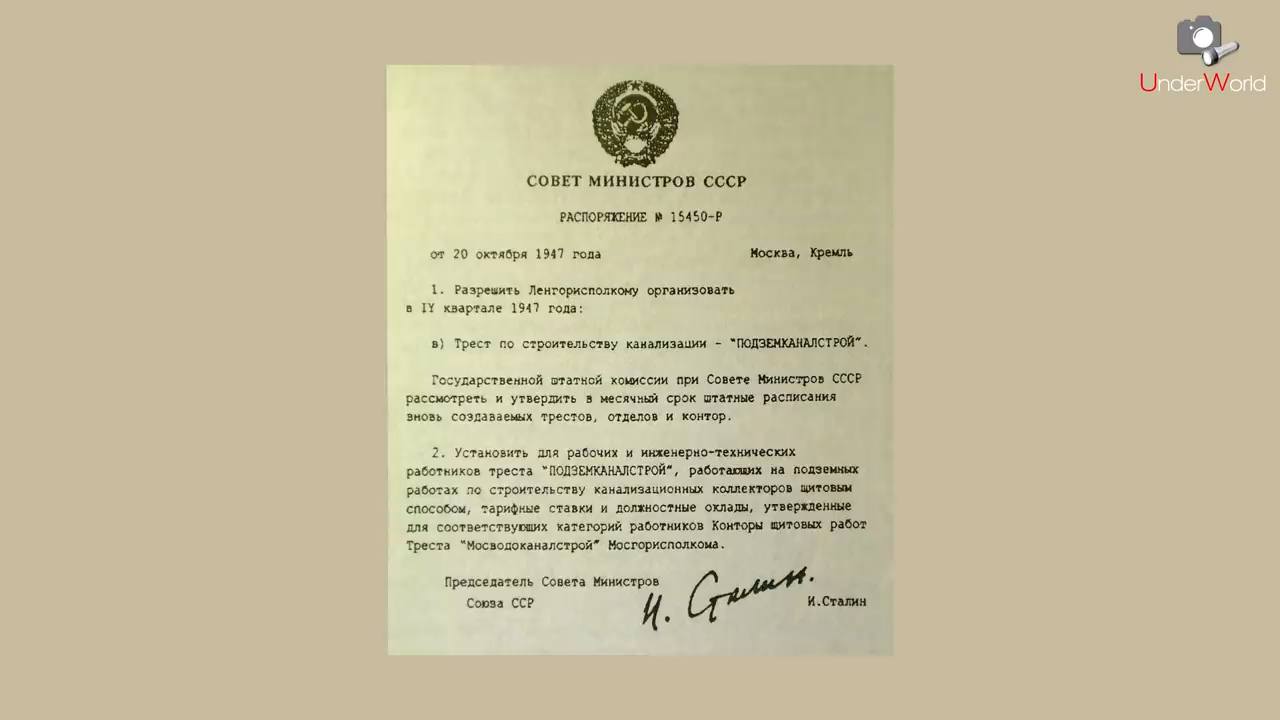 UnderWorld
СОВЕТ МИНИСТРОВ СССР
РАСПОРЯЖЕНИЕ № 15450-Р
от 20 октября 1947 года Москва, Кремль
1. Разрешить Ленгорисполкому организовать
в IY квартале 1947 года:
в) Трест по строительству канализации - "ПОДЗЕМКАНАЛСТРОЙ".
Государственной штатной комиссии при Совете Министров СССР
рассмотреть и утвердить в месячный срок штатные расписания
вновь создаваемых трестов, отделов и контор.
2. Установить для рабочих и инженерно-технических
работников треста "ПОДЗЕМКАНАЛСТРОЙ", работающих на подземных
работах по строительству канализационных коллекторов щитовым
способом, тарифные ставки и должностные оклады, утвержденные
для соответствующих категорий работников Конторы щитовых работ
Треста "Мосводоканалстрой" Мосгорисполкома.
Председатель Совета Министров
Союза ССР И. Сталин. И.Сталин